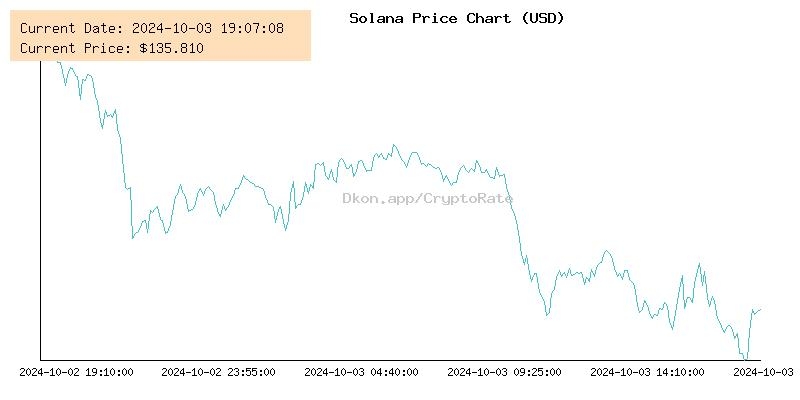 Solana Price Chart (USD)
Current Date: 2024-10-03 19:07:08
Current Price: $135.810
Dkon.app/CryptoRate
2024-10-02 19:10:00
2024-10-02 23:55:00
2024-10-03 04:40:00
2024-10-03 09:25:00
2024-10-03 14:10:00
2024-10-03